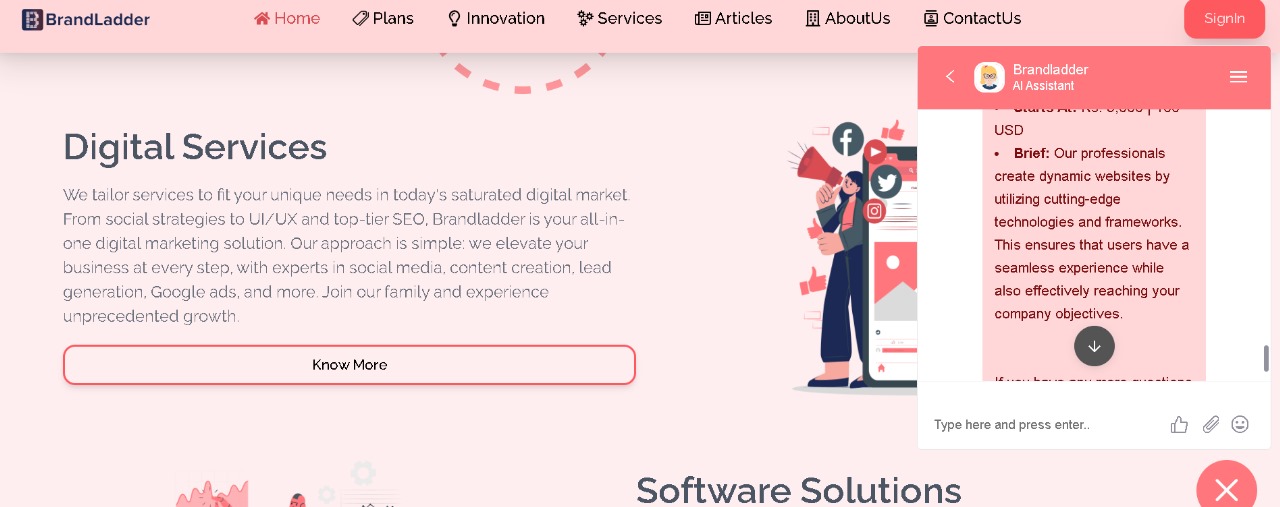 BrandLadder
Home
Plans
Innovation
Services
Articles
AboutUs
ContactUs
SignIn
Digital Services
We tailor services to fit your unique needs in today's saturated digital market.
From social strategies to UI/UX and top-tier SEO, Brandladder is your all-in-
one digital marketing solution. Our approach is simple: we elevate your
business at every step, with experts in social media, content creation, lead
generation, Google ads, and more. Join our family and experience
unprecedented growth.
Know More
Software Solutions
Brandladder
AI Assistant
USD
• Brief: Our professionals
create dynamic websites by
utilizing cutting-edge
technologies and frameworks.
This ensures that users have a
seamless experience while
also effectively reaching your
company objectives.
If you have any more questions
Type here and press enter..